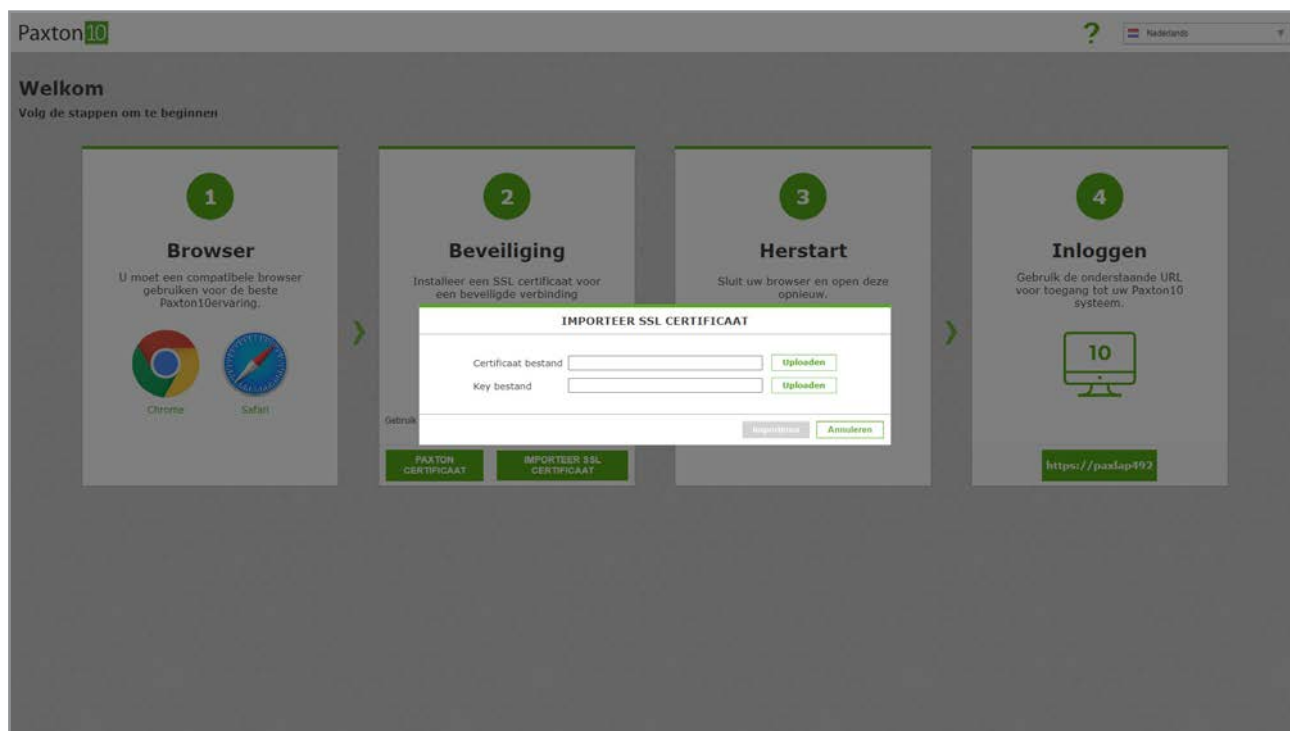 Paxton10
?
Nederlands
Welkom
Volg de stappen om te beginnen
1
Browser
U moet een compatibele browser
gebruiken voor de beste
Paxton10ervaring.
Chrome
Safari
2
Beveiliging
Installeer een SSL certificaat voor
een beveiligde verbinding
Gebruik
PAXTON
CERTIFICAAT
IMPORTEER SSL
CERTIFICAAT
3
Herstart
Sluit uw browser en open deze
opnieuw.
4
Inloggen
Gebruik de onderstaande URL
voor toegang tot uw Paxton10
systeem.
10
https://paxlap492
IMPORTEER SSL CERTIFICAAT
Certificaat bestand
Uploaden
Key bestand
Uploaden
Importeren
Annuleren